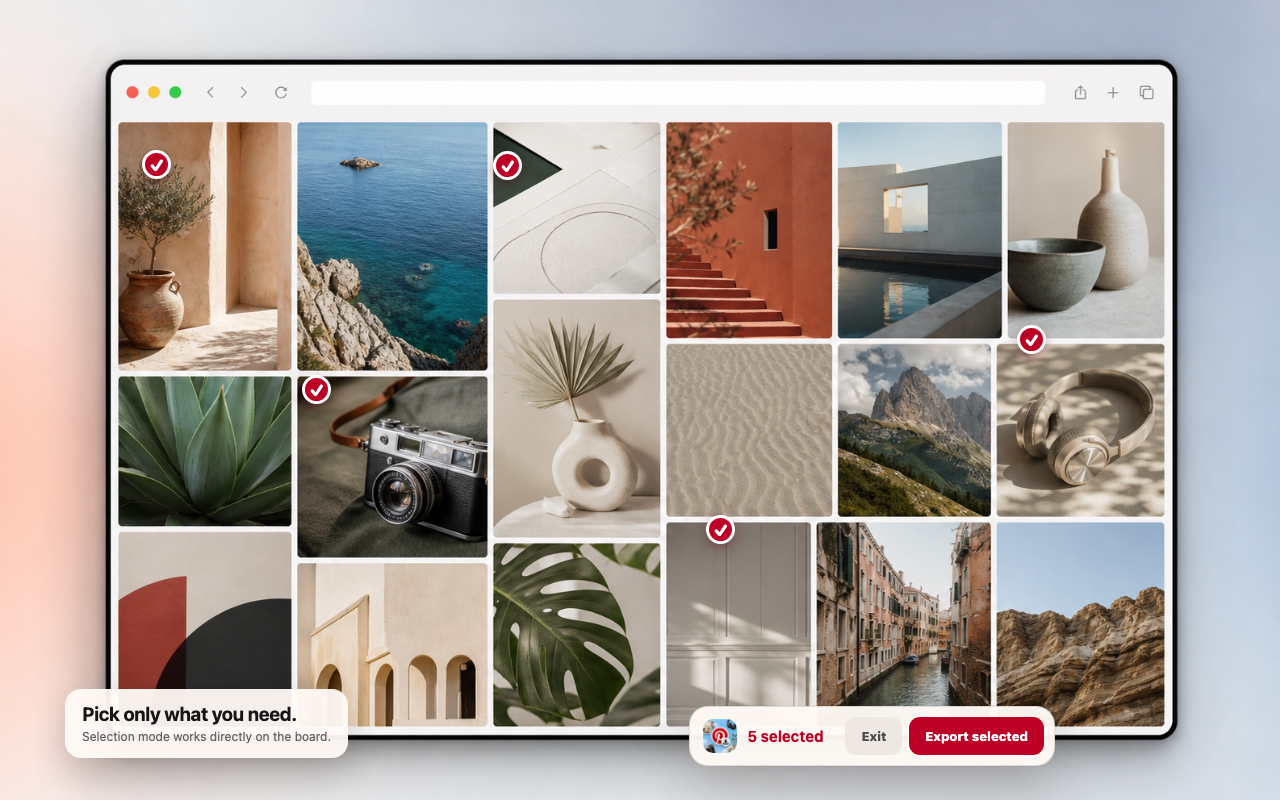 Pick only what you need.
Selection mode works directly on the board.
5 selected
Exit
Export selected